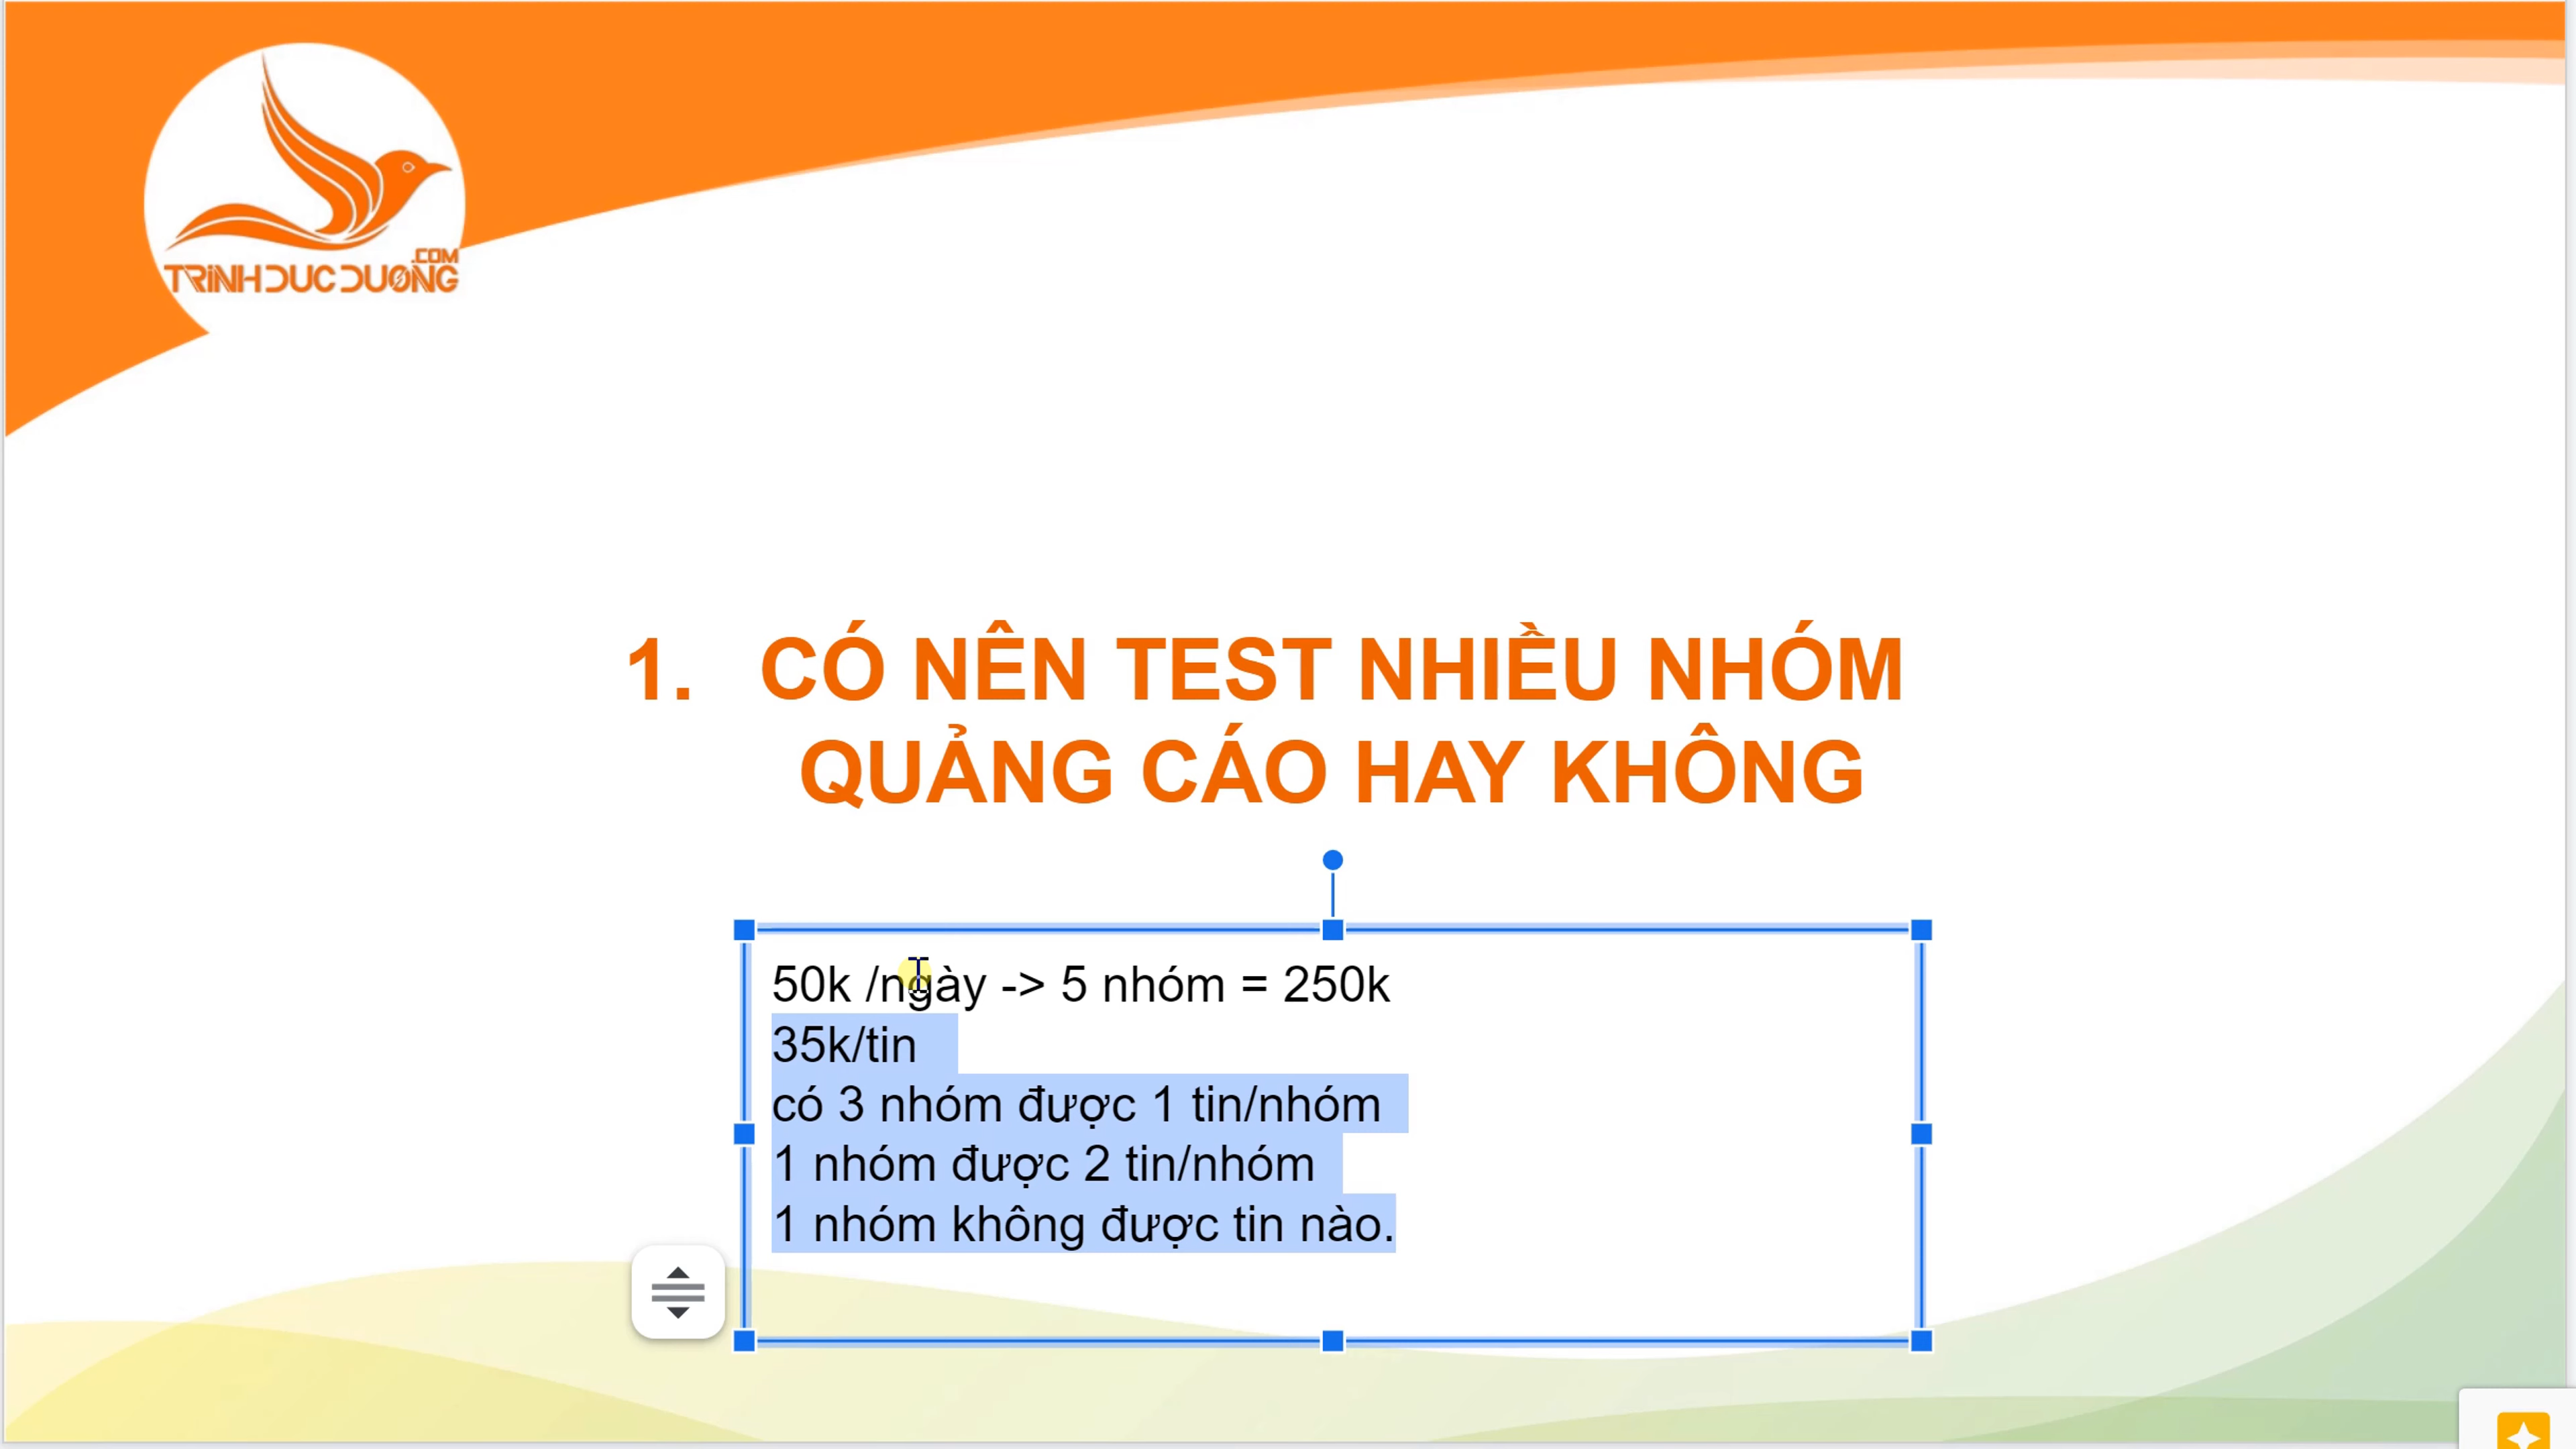 .COM
TRINHDUCDUONG
1. CÓ NÊN TEST NHIỀU NHÓM
QUẢNG CÁO HAY KHÔNG
50k /ngày -> 5 nhóm = 250k
35k/tin
có 3 nhóm được 1 tin/nhóm
1 nhóm được 2 tin/nhóm
1 nhóm không được tin nào.